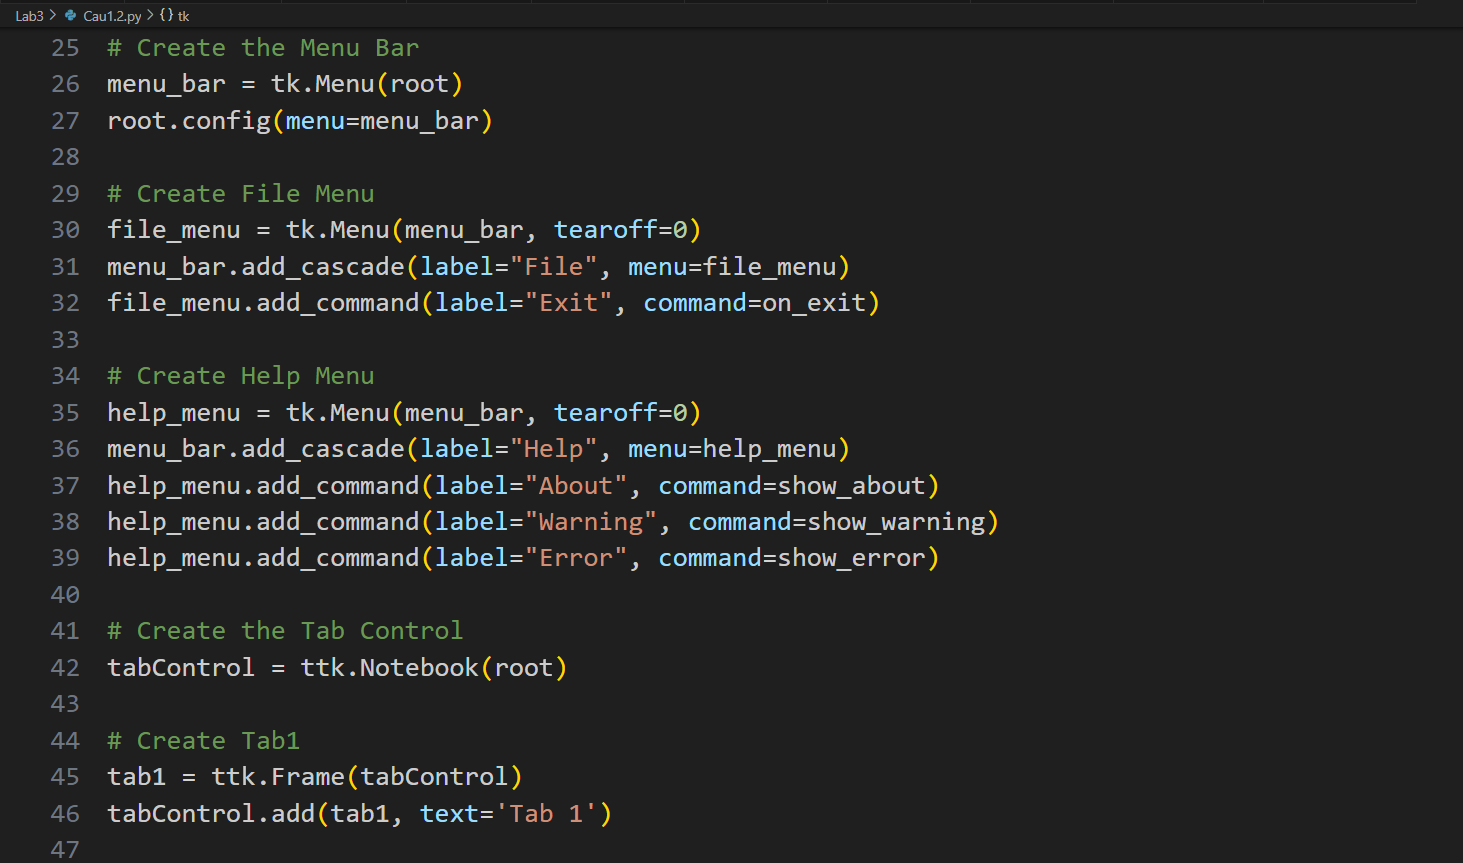 Lab3 > Cau1.2.py > {} tk
25 # Create the Menu Bar
26 menu_bar = tk.Menu(root)
27 root.config(menu=menu_bar)
28
29 # Create File Menu
30 file_menu = tk.Menu(menu_bar, tearoff=0)
31 menu_bar.add_cascade(label="File", menu=file_menu)
32 file_menu.add_command(label="Exit", command=on_exit)
33
34 # Create Help Menu
35 help_menu = tk.Menu(menu_bar, tearoff=0)
36 menu_bar.add_cascade(label="Help", menu=help_menu)
37 help_menu.add_command(label="About", command=show_about)
38 help_menu.add_command(label="Warning", command=show_warning)
39 help_menu.add_command(label="Error", command=show_error)
40
41 # Create the Tab Control
42 tabControl = ttk.Notebook(root)
43
44 # Create Tab1
45 tab1 = ttk.Frame(tabControl)
46 tabControl.add(tab1, text='Tab 1')
47